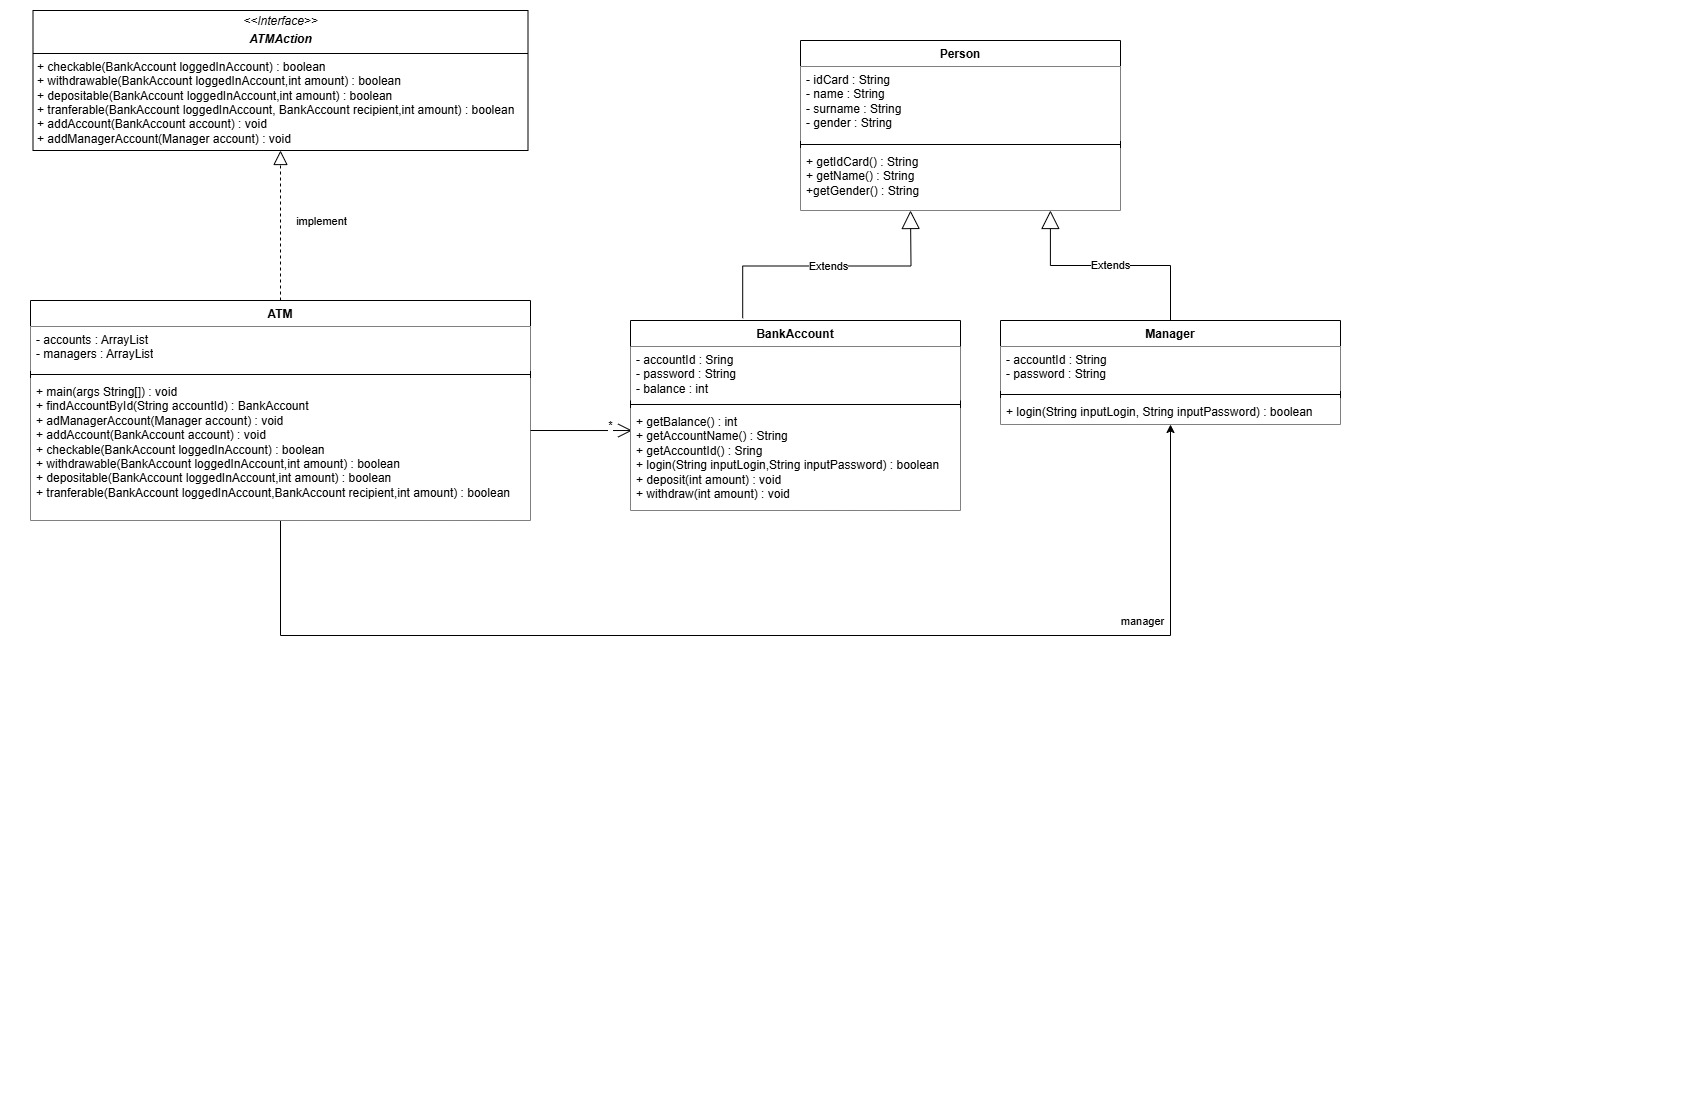 <<Interface>>
ATMAction
+ checkable(BankAccount loggedInAccount) : boolean
+ withdrawable(BankAccount loggedInAccount,int amount) : boolean
+ depositable(BankAccount loggedInAccount,int amount) : boolean
+ tranferable(BankAccount loggedInAccount, BankAccount recipient,int amount) : boolean
+ addAccount(BankAccount account) : void
+ addManagerAccount(Manager account) : void
Person
- idCard : String
- name : String
- surname : String
- gender : String
+ getIdCard() : String
+ getName() : String
+getGender() : String
implement
Extends
Extends
ATM
- accounts : ArrayList
- managers : ArrayList
+ main(args String[]) : void
+ findAccountById(String accountId) : BankAccount
+ adManagerAccount(Manager account) : void
+ addAccount(BankAccount account) : void
+ checkable(BankAccount loggedInAccount) : boolean
+ withdrawable(BankAccount loggedInAccount,int amount) : boolean
+ depositable(BankAccount loggedInAccount,int amount) : boolean
+ tranferable(BankAccount loggedInAccount,BankAccount recipient,int amount) : boolean
*
BankAccount
- accountId : Sring
- password : String
- balance : int
+ getBalance() : int
+ getAccountName() : String
+ getAccountId() : Sring
+ login(String inputLogin,String inputPassword) : boolean
+ deposit(int amount) : void
+ withdraw(int amount) : void
Manager
- accountId : String
- password : String
+ login(String inputLogin, String inputPassword) : boolean
manager